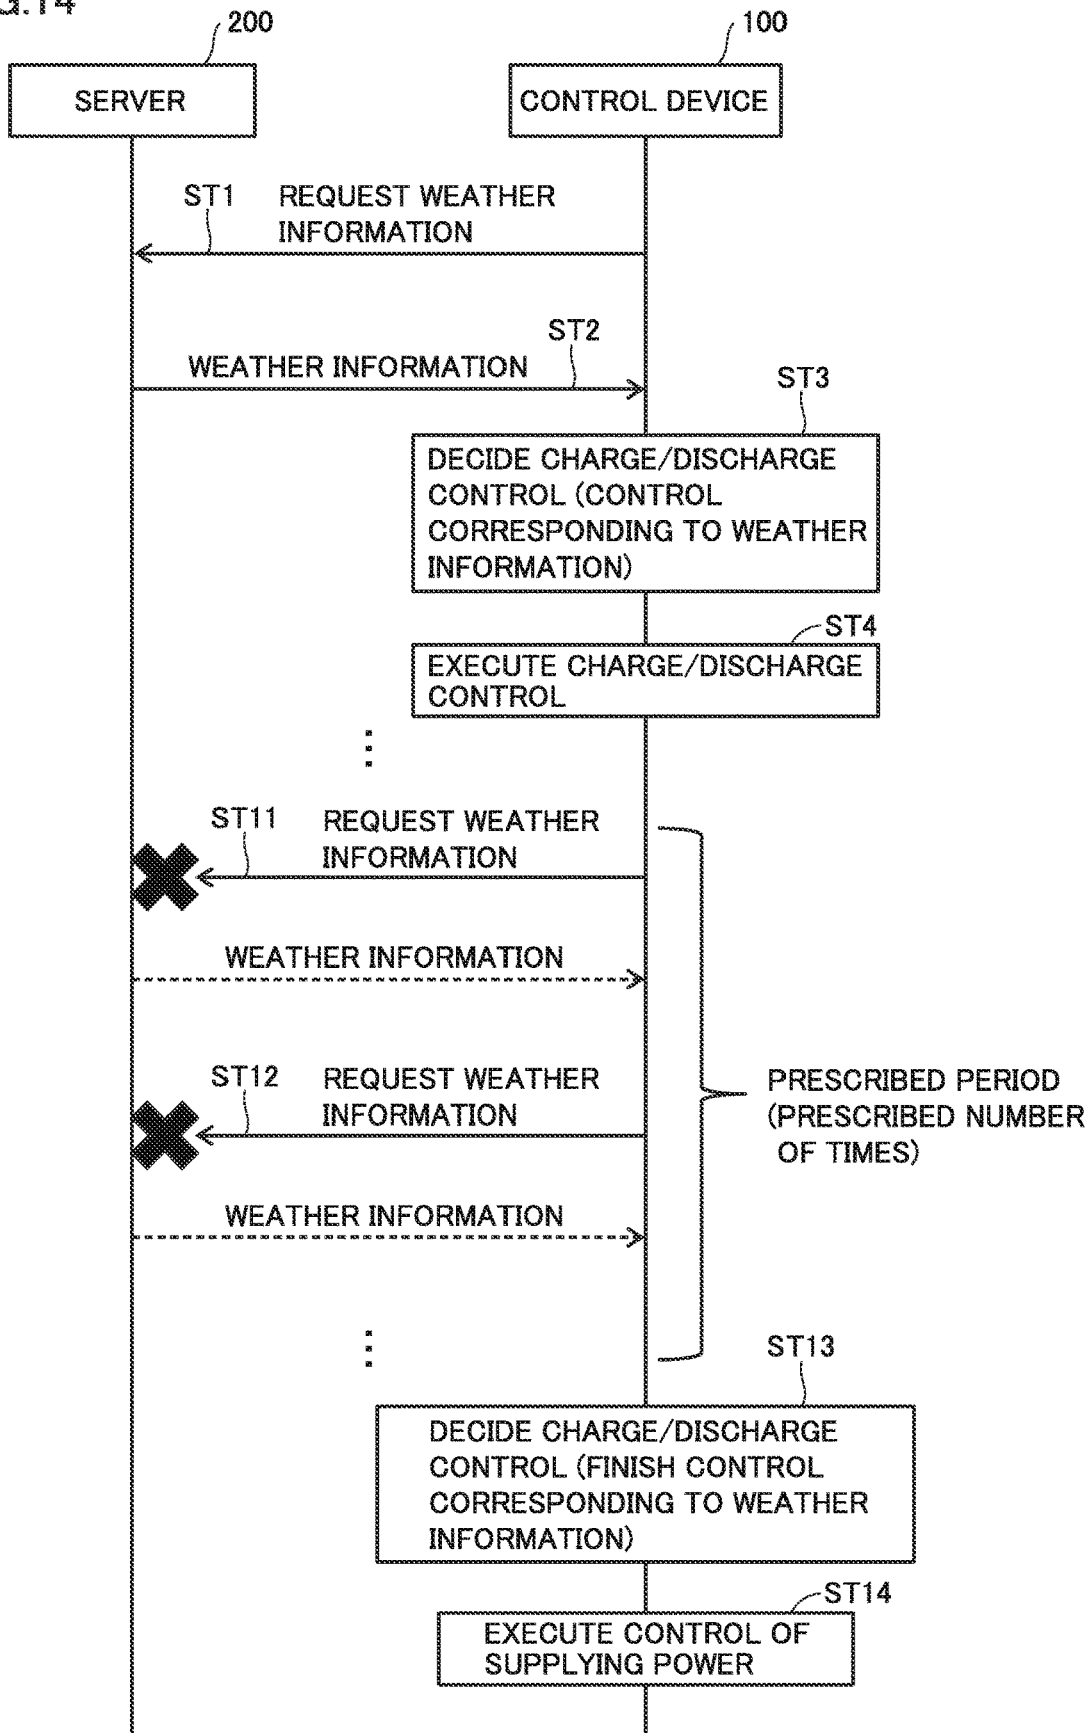 G.14
200
100
SERVER
CONTROL DEVICE
ST1
REQUEST WEATHER
INFORMATION
ST2
WEATHER INFORMATION
ST3
DECIDE CHARGE/DISCHARGE
CONTROL (CONTROL
CORRESPONDING TO WEATHER
INFORMATION)
ST4
EXECUTE CHARGE/DISCHARGE
CONTROL
ST11
REQUEST WEATHER
INFORMATION
WEATHER INFORMATION
ST12
REQUEST WEATHER
INFORMATION
PRESCRIBED PERIOD
(PRESCRIBED NUMBER
OF TIMES)
WEATHER INFORMATION
ST13
DECIDE CHARGE/DISCHARGE
CONTROL (FINISH CONTROL
CORRESPONDING TO WEATHER
INFORMATION)
ST14
EXECUTE CONTROL OF
SUPPLYING POWER